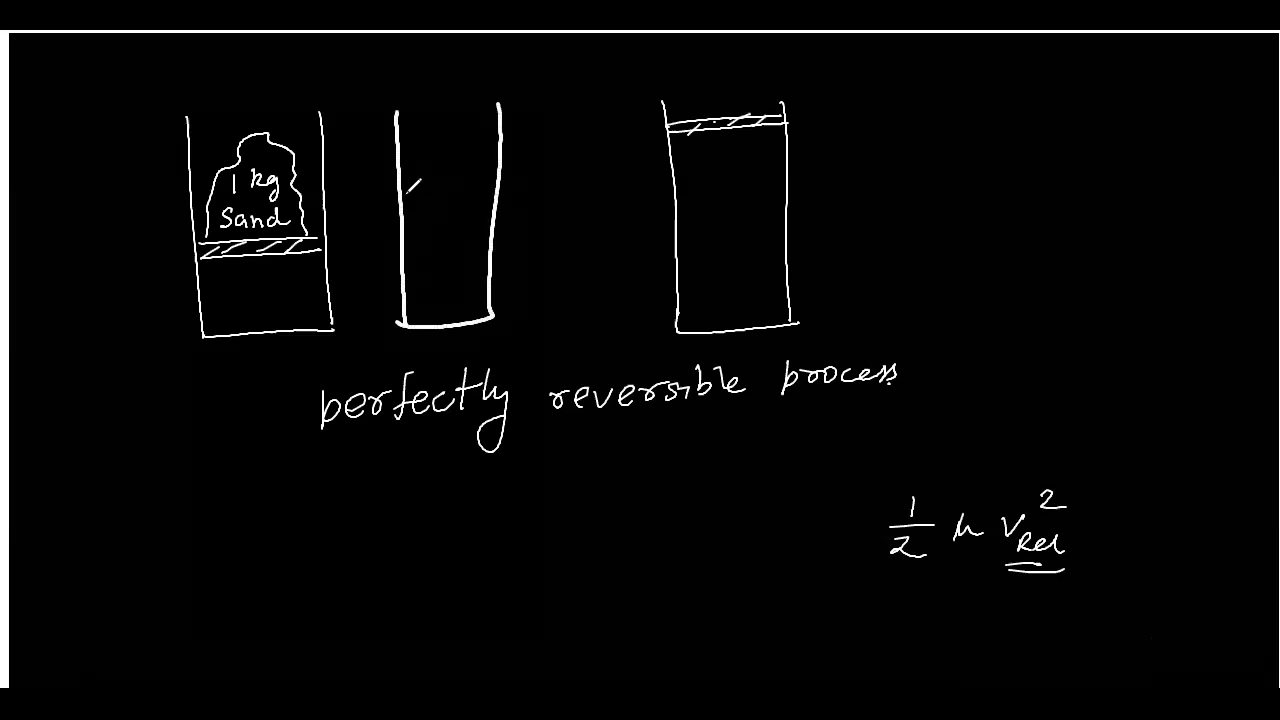 1 kg
Sand
perfectly reversible process
1/2 μ v_Rel^2